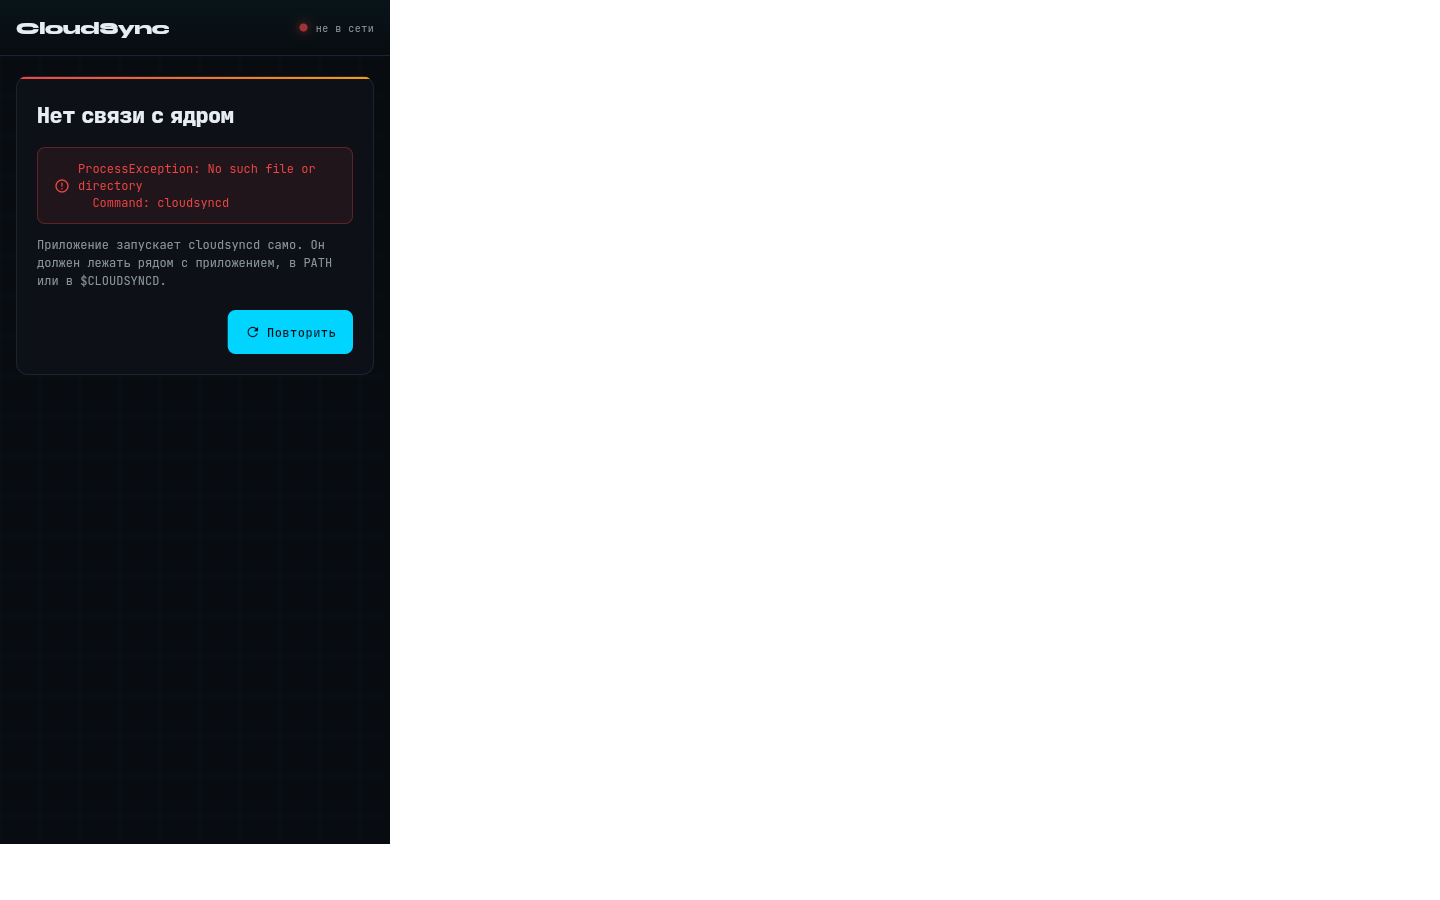 CloudSync
не в сети
Нет связи с ядром
ProcessException: No such file or
directory
Command: cloudsyncd
Приложение запускает cloudsyncd само. Он
должен лежать рядом с приложением, в PATH
или в $CLOUDSYNCD.
Повторить